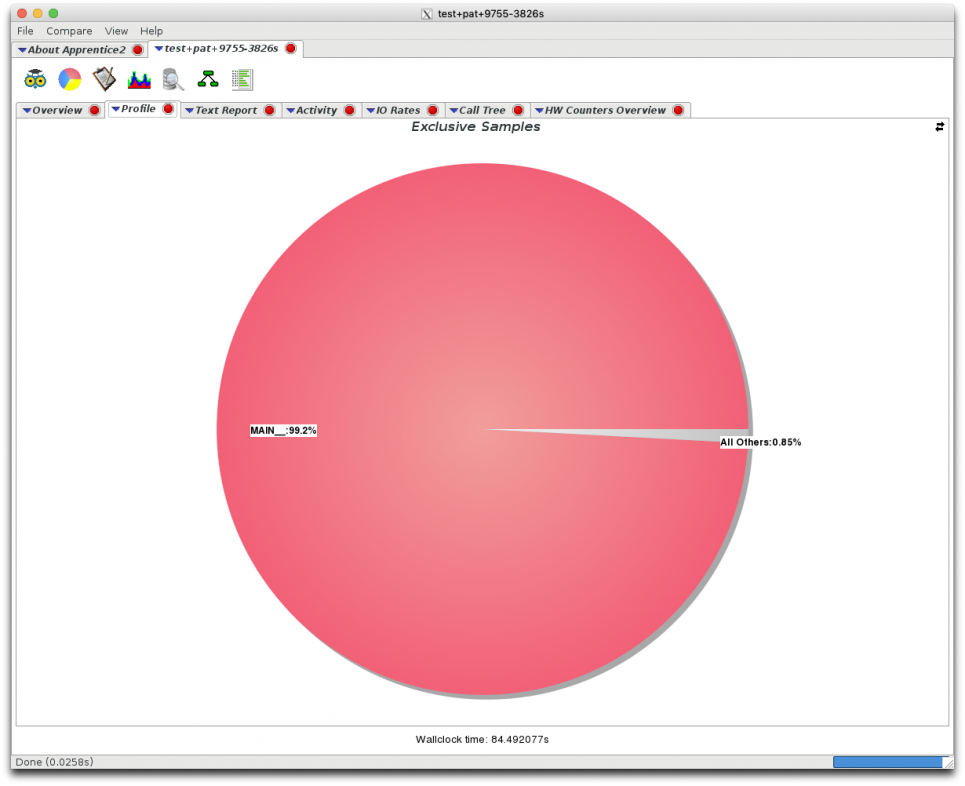 test+pat+9755-3826s
File Compare View Help
About Apprentice2 test+pat+9755-3826s
Overview Profile Text Report Activity IO Rates Call Tree HW Counters Overview
Exclusive Samples
MAIN__:99.2%
All Others:0.85%
Wallclock time: 84.492077s
Done (0.0258s)